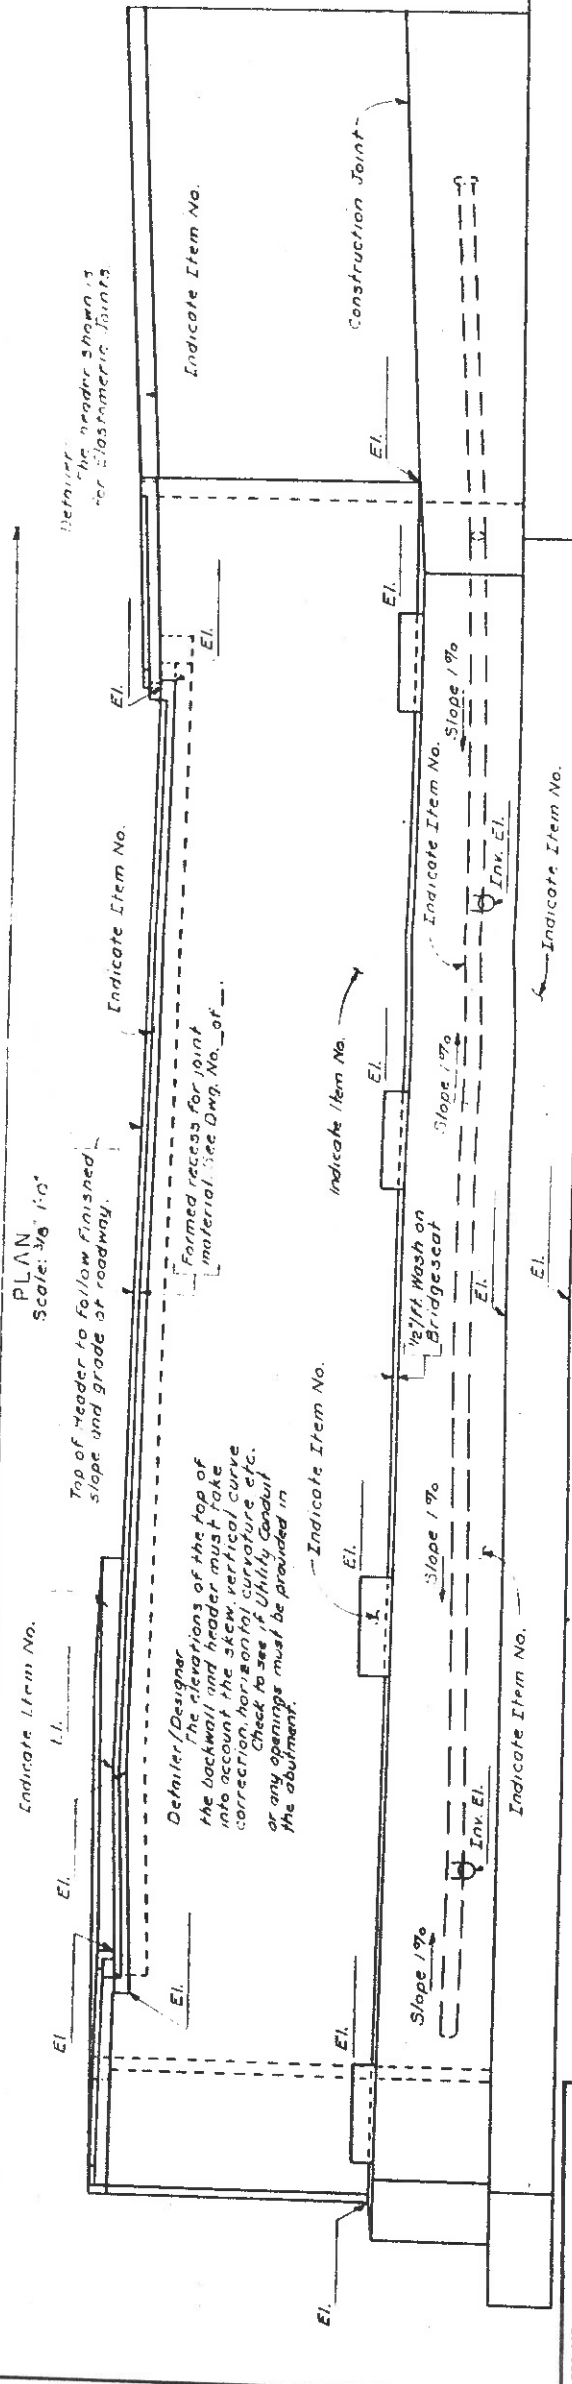 PLAN
Scale: 3/8" 1'-0"
Indicate Item No.
El.
El.
El.
El.
Top of Header to follow finished
slope and grade of roadway.
Indicate Item No.
El.
El.
Detailer
The header shown is
for Elastomeric Joints
Indicate Item No.
Formed recess for joint
material. See Dwg. No. _ of _.
Detailer/Designer
The elevations of the top of
the backwall and header must take
into account the skew, vertical curve
correction, horizontal curvature etc.
Check to see if Utility Conduit
or any openings must be provided in
the abutment.
Indicate Item No.
Indicate Item No.
El.
El.
El.
El.
El.
El.
Construction Joint
1/2"/ft. Wash on
Bridgeseat
Slope 1%
Slope 1%
Slope 1%
Slope 1%
Indicate Item No.
Inv. El.
Inv. El.
Indicate Item No.
El.
El.
Indicate Item No.